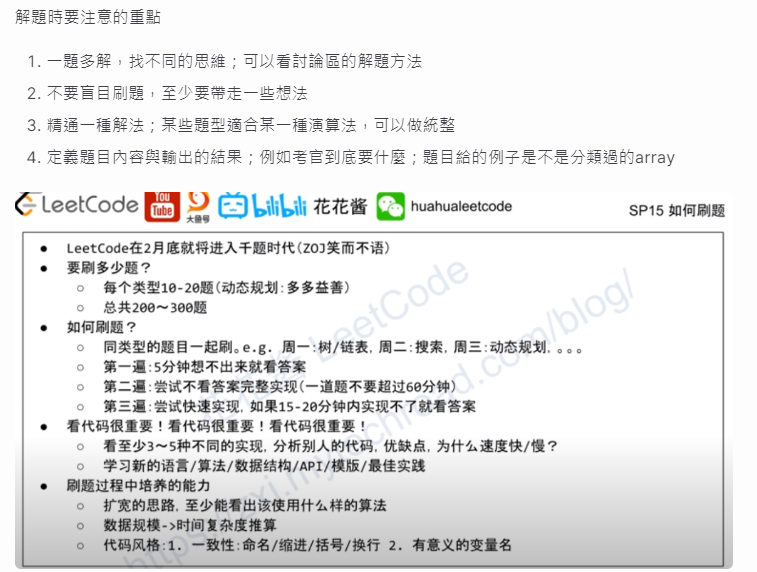 解題時要注意的重點
1. 一題多解，找不同的思維；可以看討論區的解題方法
2. 不要盲目刷題，至少要帶走一些想法
3. 精通一種解法；某些題型適合某一種演算法，可以做統整
4. 定義題目內容與輸出的結果；例如考官到底要什麼；題目給的例子是不是分類過的array
LeetCode You Tube 大鱼号 bilibili 花花酱 huahualeetcode SP15 如何刷题
● LeetCode在2月底就将进入千题时代(ZOJ笑而不语)
● 要刷多少题？
○ 每个类型10-20题(动态规划:多多益善)
○ 总共200～300题
● 如何刷题？
○ 同类型的题目一起刷。e.g. 周一:树/链表, 周二:搜索, 周三:动态规划, 。。。
○ 第一遍:5分钟想不出来就看答案
○ 第二遍:尝试不看答案完整实现(一道题不要超过60分钟)
○ 第三遍:尝试快速实现, 如果15-20分钟内实现不了就看答案
● 看代码很重要！看代码很重要！看代码很重要！
○ 看至少3～5种不同的实现, 分析别人的代码, 优缺点, 为什么速度快/慢？
○ 学习新的语言/算法/数据结构/API/模版/最佳实践
● 刷题过程中培养的能力
○ 扩宽的思路, 至少能看出该使用什么样的算法
○ 数据规模->时间复杂度推算
○ 代码风格:1. 一致性:命名/缩进/括号/换行 2. 有意义的变量名